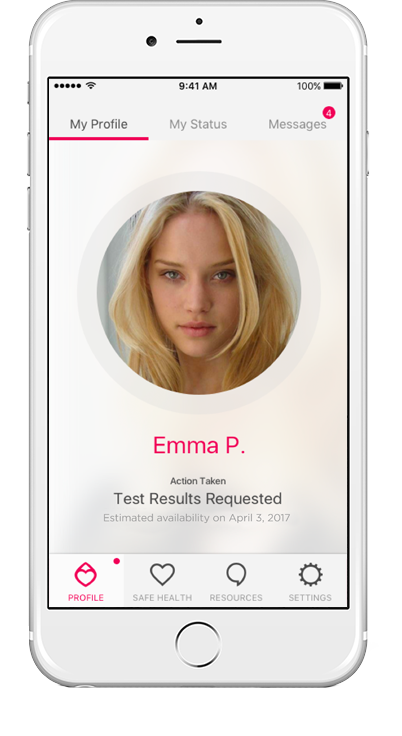 9:41 AM 100%
My Profile My Status Messages 4
Emma P.
Action Taken
Test Results Requested
Estimated availability on April 3, 2017
PROFILE SAFE HEALTH RESOURCES SETTINGS